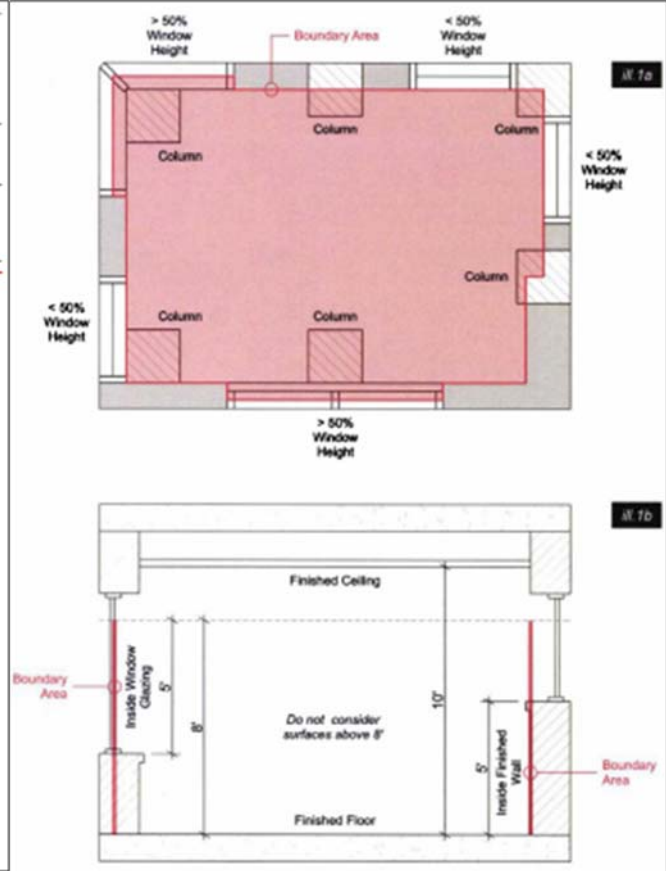 > 50%
Window
Height
Boundary Area
< 50%
Window
Height
ill.1a
Column
Column
Column
< 50%
Window
Height
Column
< 50%
Window
Height
Column
Column
> 50%
Window
Height
ill.1b
Finished Ceiling
Boundary
Area
Inside Window
Glazing
5'
8'
Do not consider
surfaces above 8'
10'
5'
Inside Finished
Wall
Boundary
Area
Finished Floor